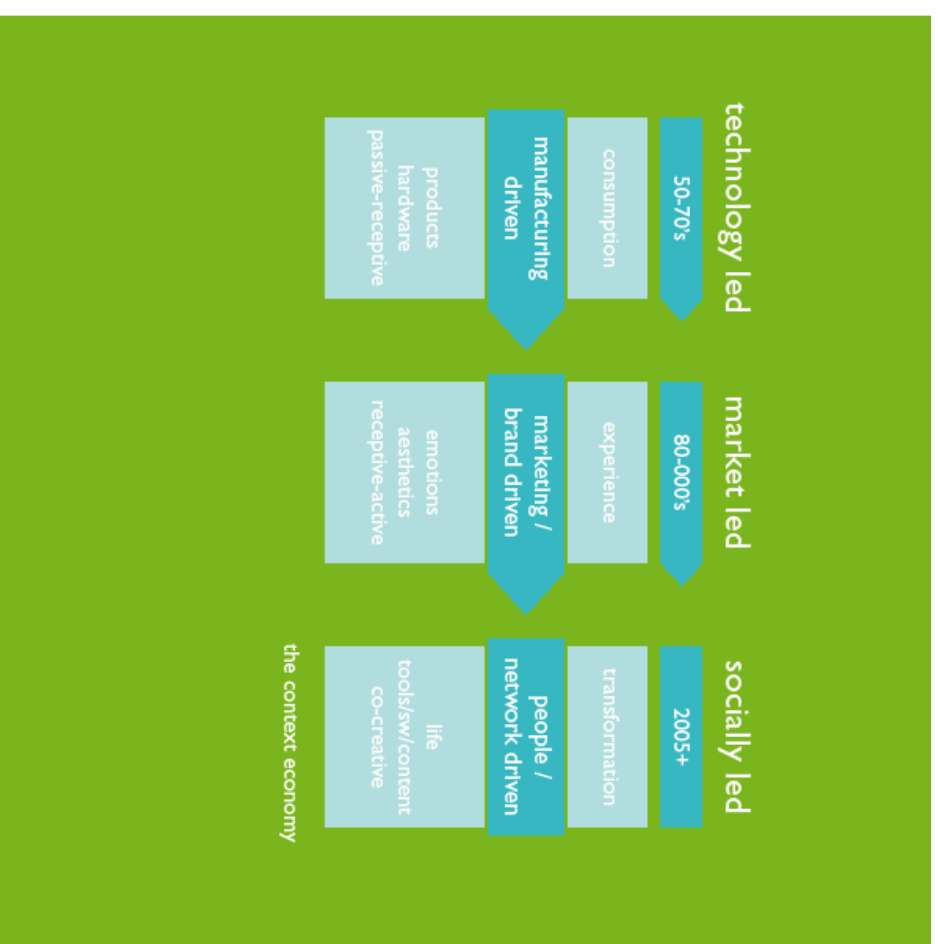 technology led
50-70's
consumption
manufacturing
driven
products
hardware
passive-receptive
market led
80-000's
experience
marketing /
brand driven
emotions
aesthetics
receptive-active
socially led
2005+
transformation
people /
network driven
life
tools/sw/content
co-creative
the context economy